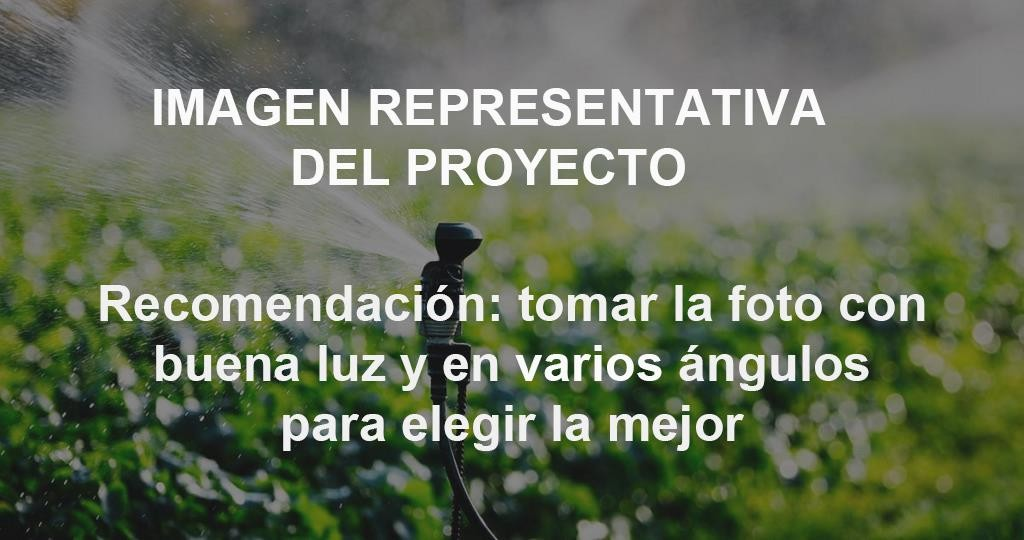 IMAGEN REPRESENTATIVA
DEL PROYECTO
Recomendación: tomar la foto con
buena luz y en varios ángulos
para elegir la mejor